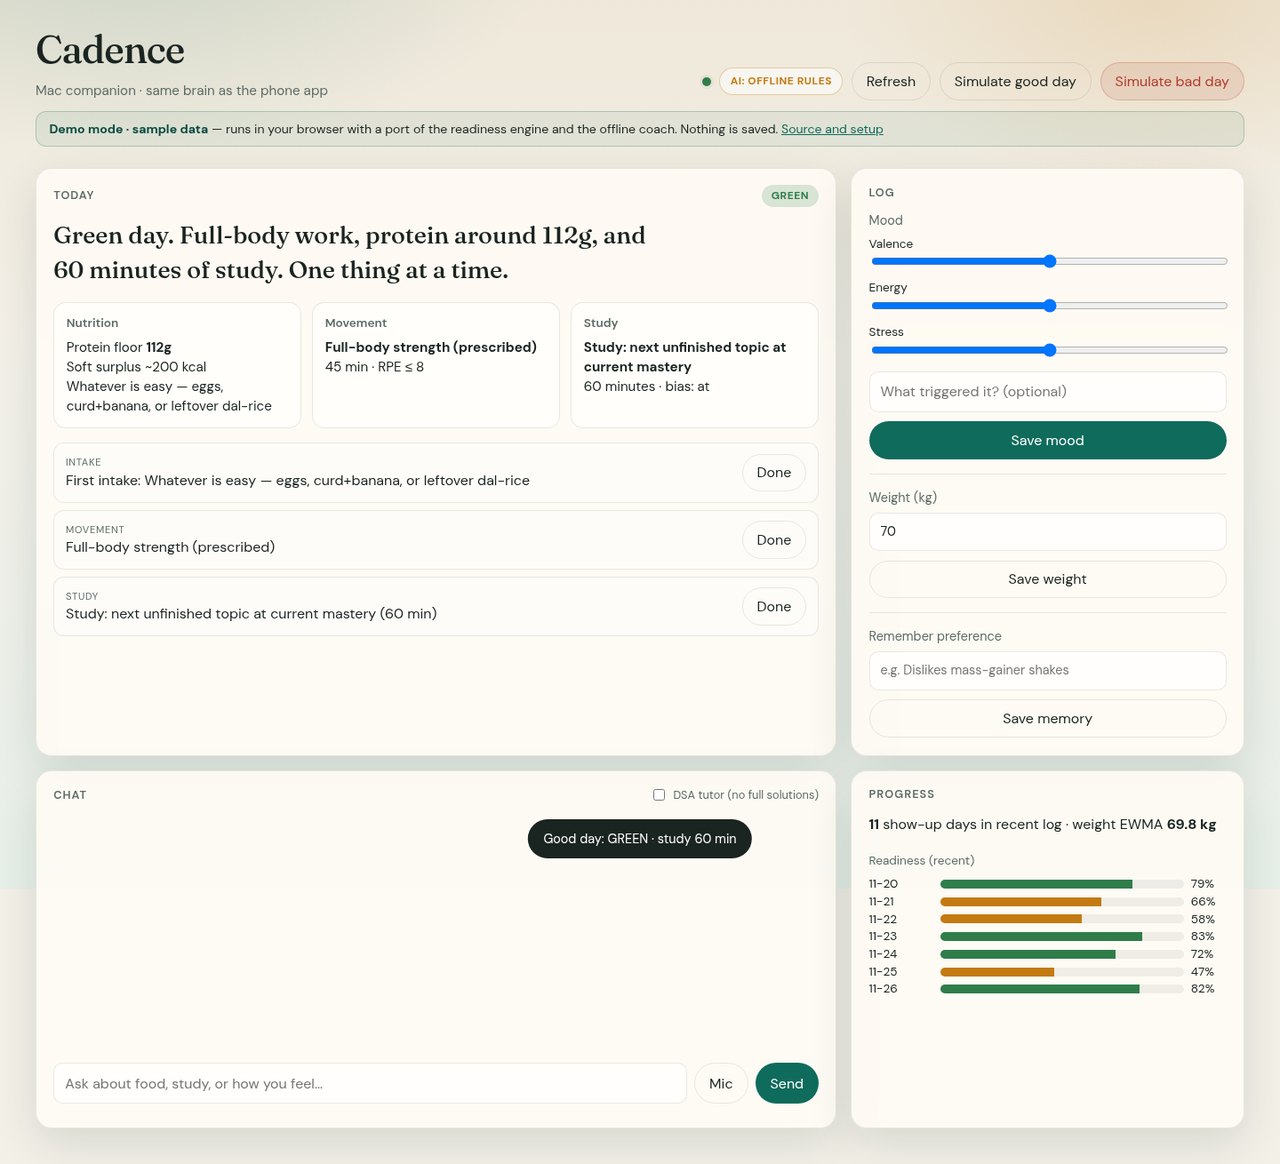 Cadence
Mac companion · same brain as the phone app
AI: OFFLINE RULES
Refresh
Simulate good day
Simulate bad day
Demo mode · sample data — runs in your browser with a port of the readiness engine and the offline coach. Nothing is saved. Source and setup
TODAY
GREEN
Green day. Full-body work, protein around 112g, and
60 minutes of study. One thing at a time.
Nutrition
Protein floor 112g
Soft surplus ~200 kcal
Whatever is easy — eggs,
curd+banana, or leftover dal-rice
Movement
Full-body strength (prescribed)
45 min · RPE ≤ 8
Study
Study: next unfinished topic at
current mastery
60 minutes · bias: at
INTAKE
First intake: Whatever is easy — eggs, curd+banana, or leftover dal-rice
Done
MOVEMENT
Full-body strength (prescribed)
Done
STUDY
Study: next unfinished topic at current mastery (60 min)
Done
LOG
Mood
Valence
Energy
Stress
What triggered it? (optional)
Save mood
Weight (kg)
70
Save weight
Remember preference
e.g. Dislikes mass-gainer shakes
Save memory
CHAT
DSA tutor (no full solutions)
Good day: GREEN · study 60 min
Ask about food, study, or how you feel...
Mic
Send
PROGRESS
11 show-up days in recent log · weight EWMA 69.8 kg
Readiness (recent)
11-20 79%
11-21 66%
11-22 58%
11-23 83%
11-24 72%
11-25 47%
11-26 82%